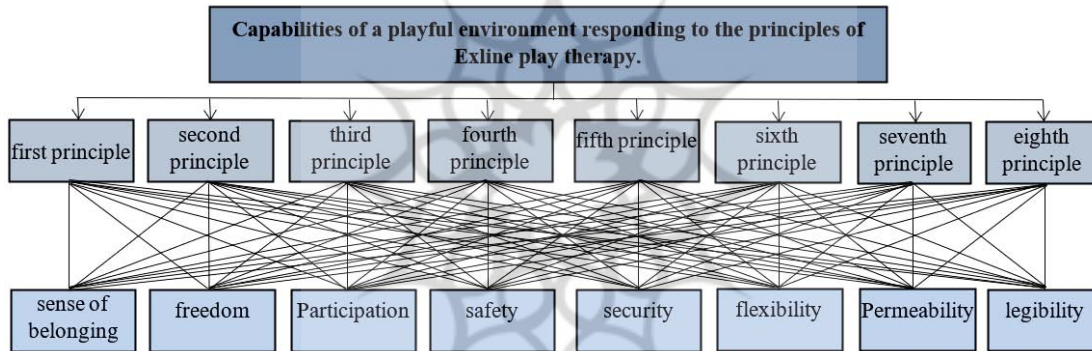 Capabilities of a playful environment responding to the principles of
Exline play therapy.
first principle
second
principle
third
principle
fourth
principle
fifth principle
sixth
principle
seventh
principle
eighth
principle
sense of
belonging
freedom
Participation
safety
security
flexibility
Permeability
legibility